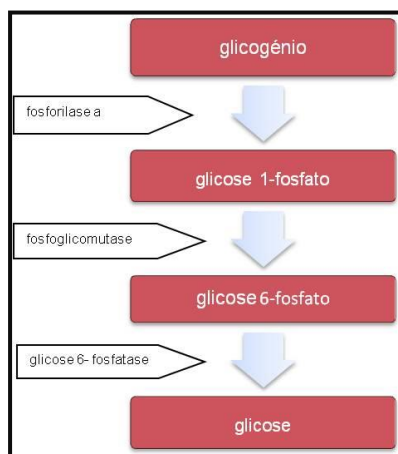 glicogénio
fosforilase a
glicose 1-fosfato
fosfoglicomutase
glicose 6-fosfato
glicose 6- fosfatase
glicose